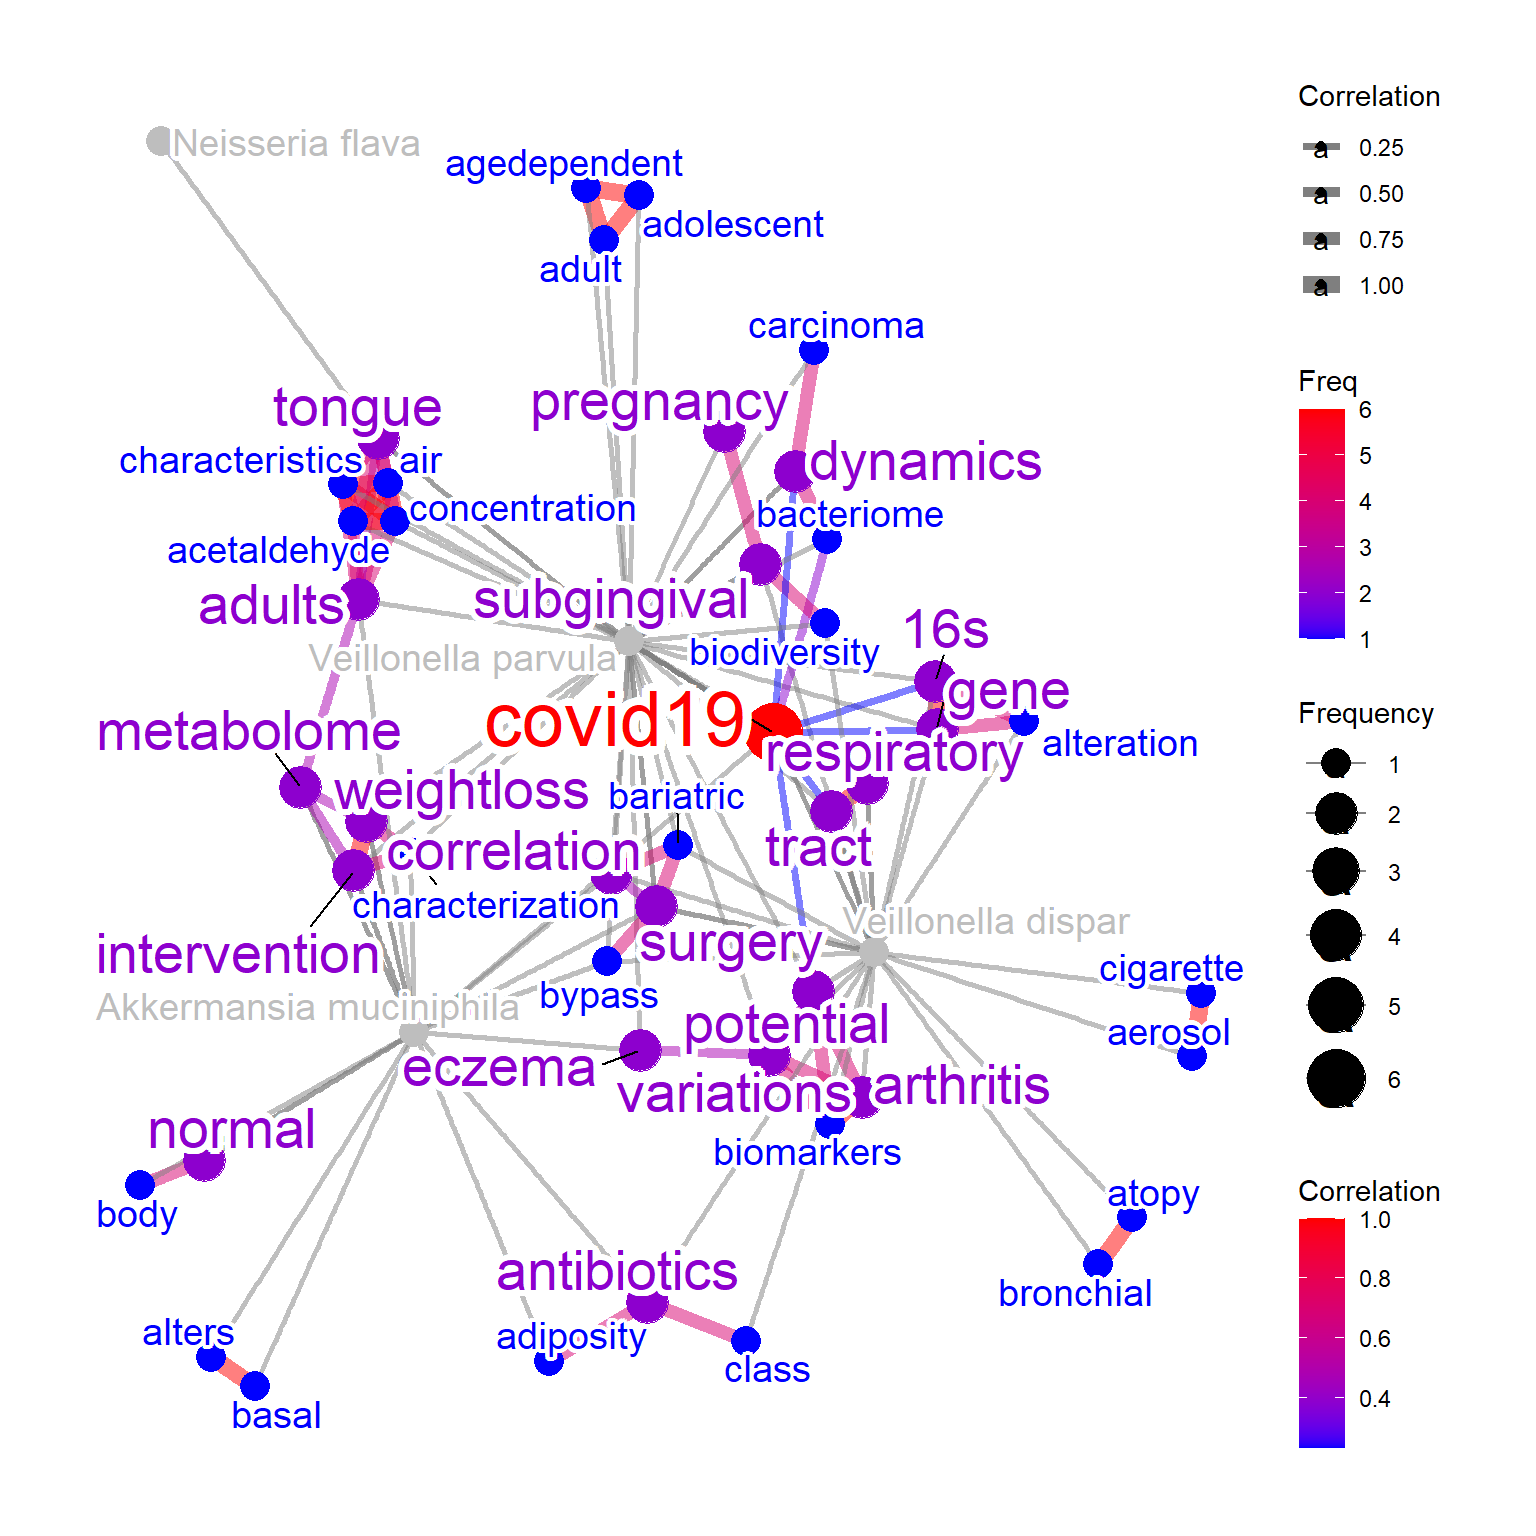 Neisseria flava
agedependent
adolescent
adult
carcinoma
tongue
pregnancy
characteristics
air
dynamics
concentration
bacteriome
acetaldehyde
adults
subgingival
Veillonella parvula
biodiversity
16s
gene
covid19
respiratory
alteration
metabolome
weightloss
bariatric
correlation
tract
characterization
Veillonella dispar
intervention
surgery
cigarette
Akkermansia muciniphila
bypass
potential
aerosol
eczema
variations
arthritis
normal
biomarkers
body
atopy
antibiotics
bronchial
alters
adiposity
class
basal
Correlation
a 0.25
a 0.50
a 0.75
a 1.00
Freq
6
5
4
3
2
1
Frequency
1
2
3
4
5
6
Correlation
1.0
0.8
0.6
0.4